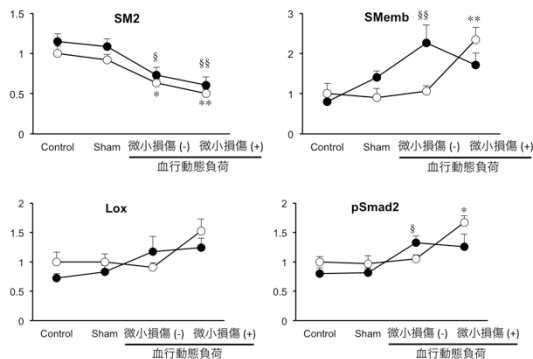 SM2
1.5
1
0.5
0
§
*
§§
**
Control
Sham
微小損傷 (-)
微小損傷 (+)
血行動態負荷
SMemb
3
2
1
0
§§
**
Control
Sham
微小損傷 (-)
微小損傷 (+)
血行動態負荷
Lox
2
1.5
1
0.5
0
Control
Sham
微小損傷 (-)
微小損傷 (+)
血行動態負荷
pSmad2
2
1.5
1
0.5
0
§
*
Control
Sham
微小損傷 (-)
微小損傷 (+)
血行動態負荷